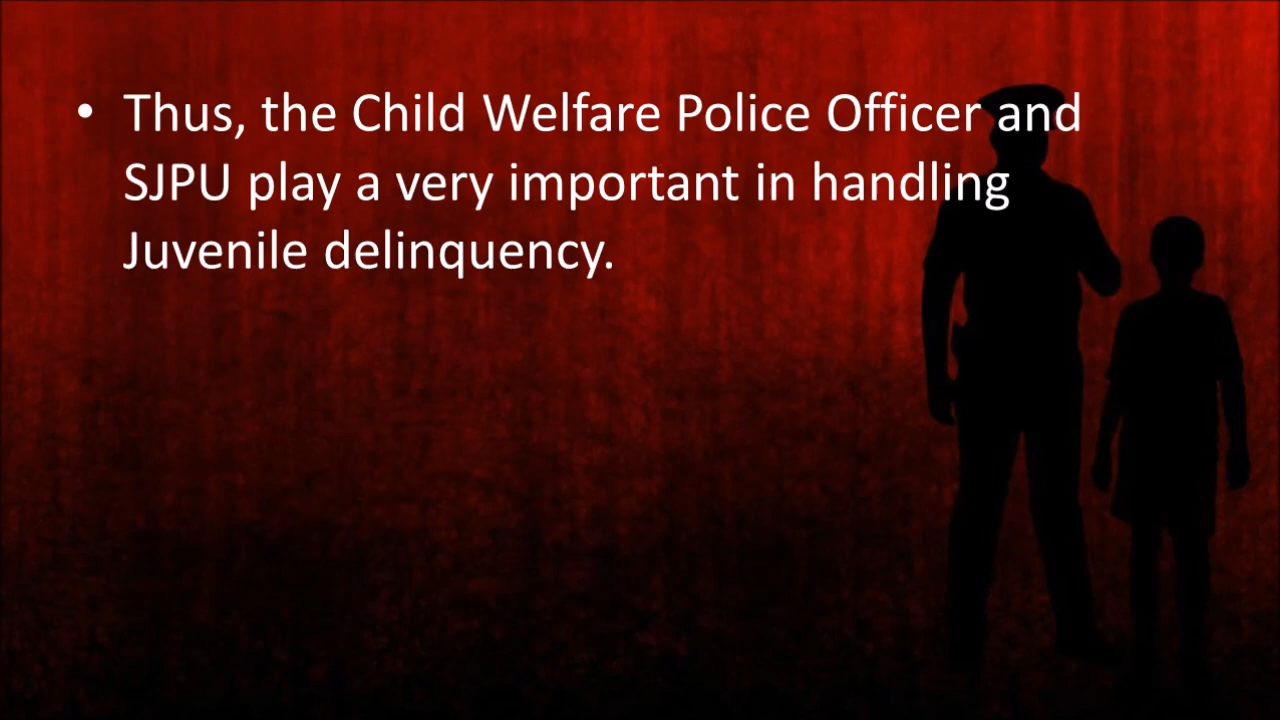 • Thus, the Child Welfare Police Officer and
SJPU play a very important in handling
Juvenile delinquency.